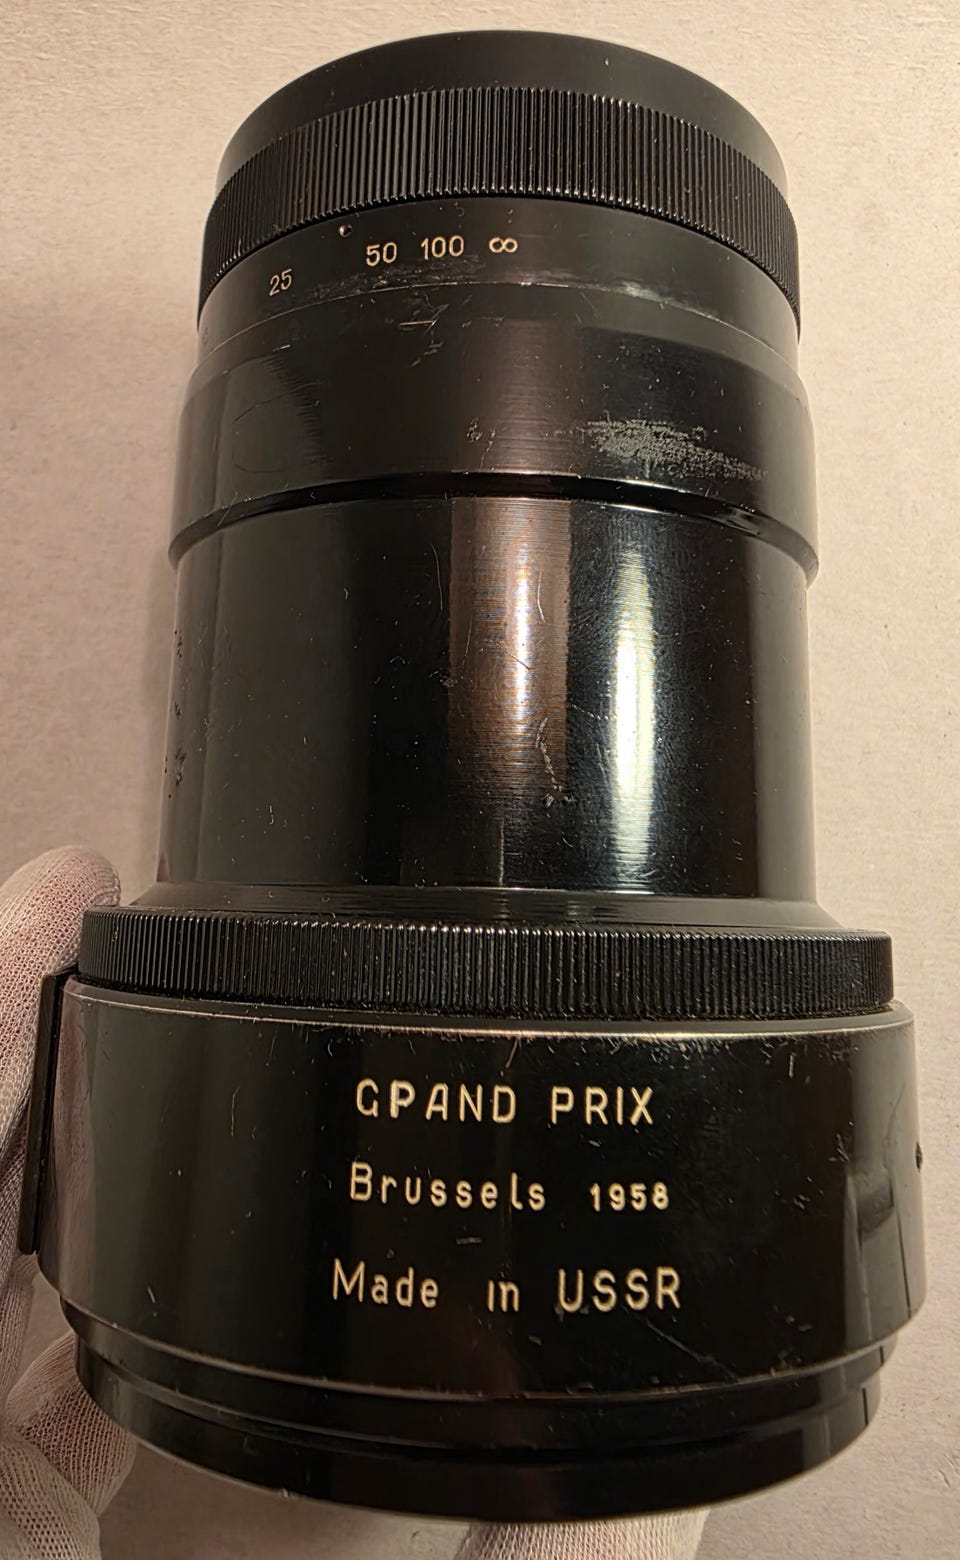 25 50 100 ∞
GPAND PRIX
Brussels 1958
Made in USSR